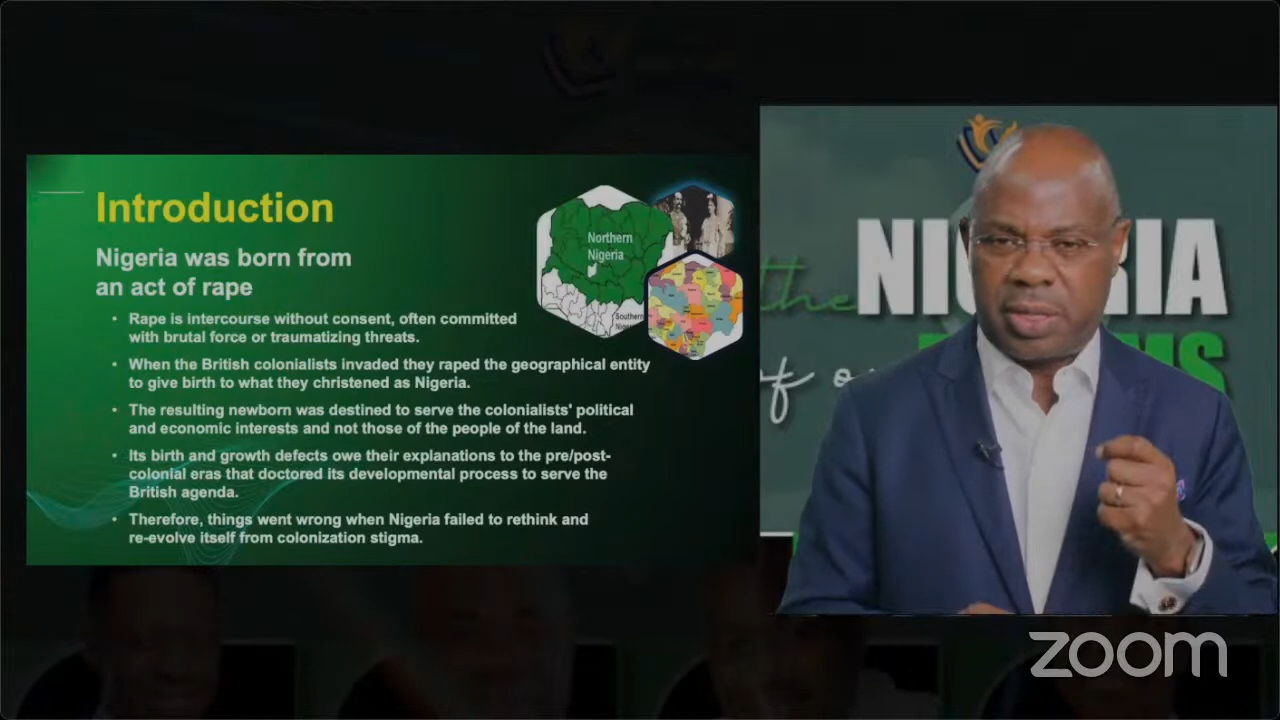 Introduction
Nigeria was born from
an act of rape
• Rape is intercourse without consent, often committed
with brutal force or traumatizing threats.
• When the British colonialists invaded they raped the geographical entity
to give birth to what they christened as Nigeria.
• The resulting newborn was destined to serve the colonialists' political
and economic interests and not those of the people of the land.
• Its birth and growth defects owe their explanations to the pre/post-
colonial eras that doctored its developmental process to serve the
British agenda.
• Therefore, things went wrong when Nigeria failed to rethink and
re-evolve itself from colonization stigma.
Northern
Nigeria
Southern
the
of
zoom